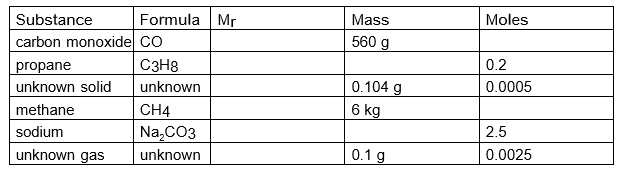 Substance Formula Mr Mass Moles
carbon monoxide CO 560 g
propane C3H8 0.2
unknown solid unknown 0.104 g 0.0005
methane CH4 6 kg
sodium Na₂CO3 2.5
unknown gas unknown 0.1 g 0.0025